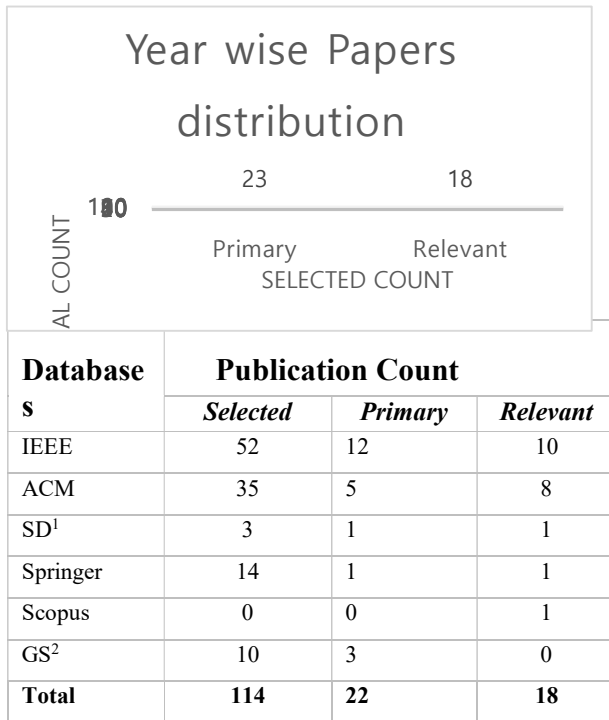 Year wise Papers
distribution
23 18
Primary Relevant
SELECTED COUNT
AL COUNT
Database
s
Publication Count
Selected Primary Relevant
IEEE 52 12 10
ACM 35 5 8
SD¹ 3 1 1
Springer 14 1 1
Scopus 0 0 1
GS² 10 3 0
Total 114 22 18